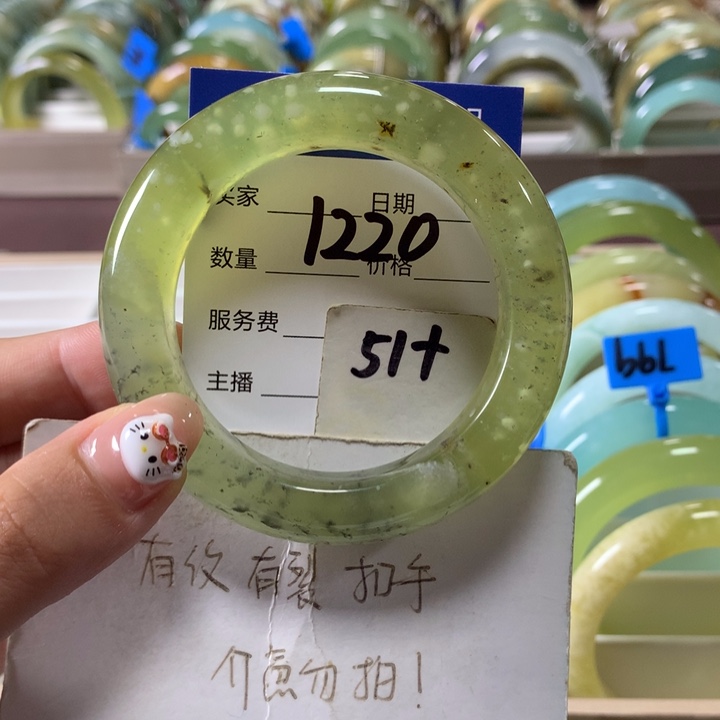 买家 日期
1220
数量 价格
服务费
51+
主播
有纹 有裂 扣手
介意勿拍！